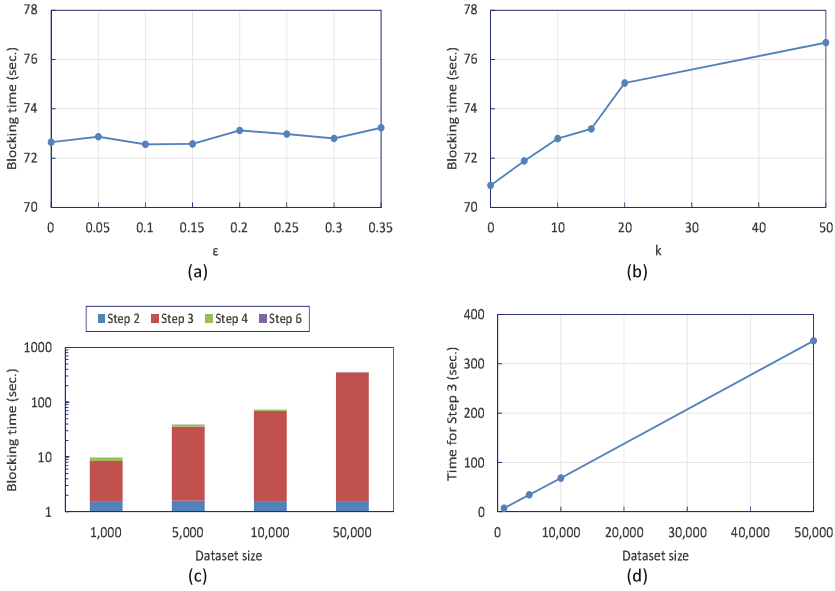 78
76
74
72
70
Blocking time (sec.)
0 0.05 0.1 0.15 0.2 0.25 0.3 0.35
ε
(a)
78
76
74
72
70
Blocking time (sec.)
0 10 20 30 40 50
k
(b)
Step 2 Step 3 Step 4 Step 6
1000
100
10
1
Blocking time (sec.)
1,000 5,000 10,000 50,000
Dataset size
(c)
400
300
200
100
0
Time for Step 3 (sec.)
0 10,000 20,000 30,000 40,000 50,000
Dataset size
(d)